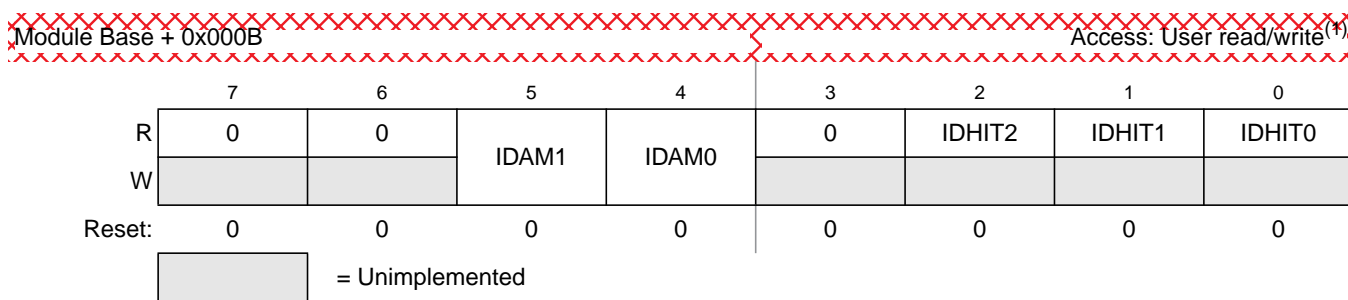 Module Base + 0x000B Access: User read/write(1)
7 6 5 4 3 2 1 0
R 0 0 IDAM1 IDAM0 0 IDHIT2 IDHIT1 IDHIT0
W
Reset: 0 0 0 0 0 0 0 0
= Unimplemented